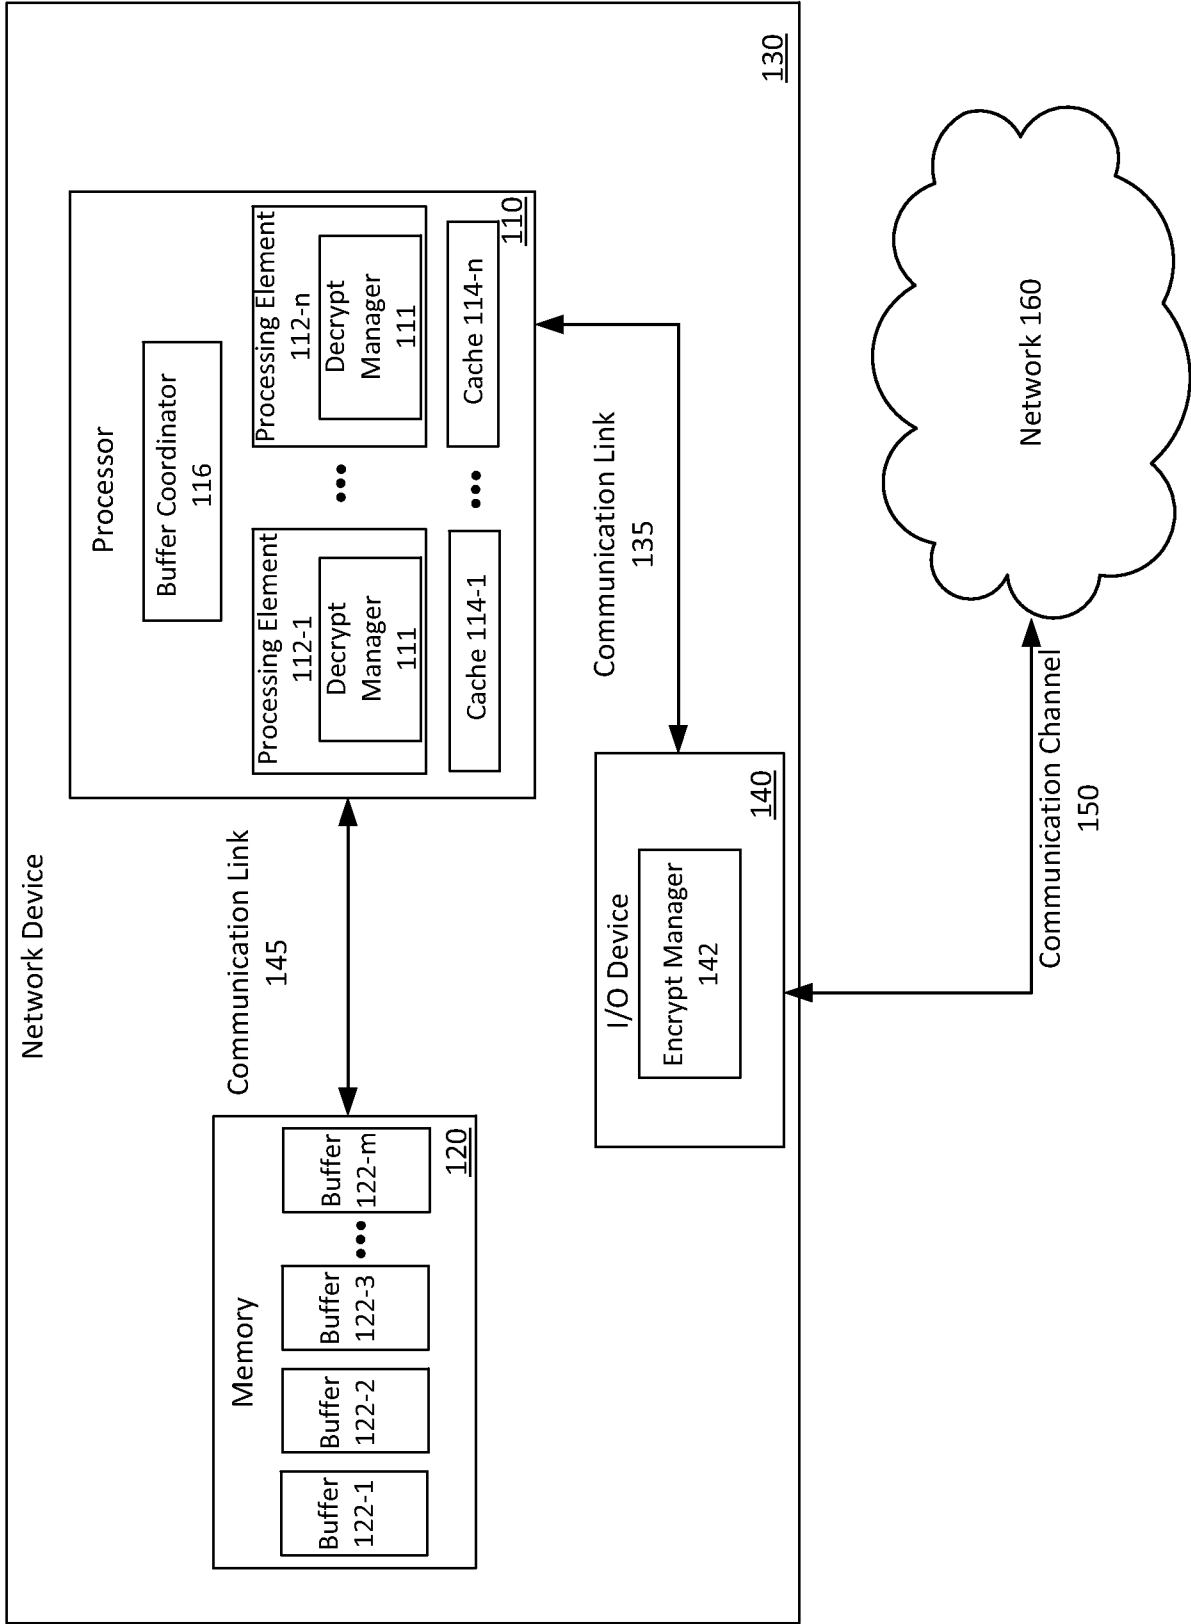 Network Device
Memory
Buffer
122-1
Buffer
122-2
Buffer
122-3
•••
Buffer
122-m
120
Communication Link
145
Processor
Buffer Coordinator
116
Processing Element
112-1
Decrypt
Manager
111
•••
Processing Element
112-n
Decrypt
Manager
111
Cache 114-1
•••
Cache 114-n
110
130
I/O Device
Encrypt Manager
142
140
Communication Link
135
Communication Channel
150
Network 160